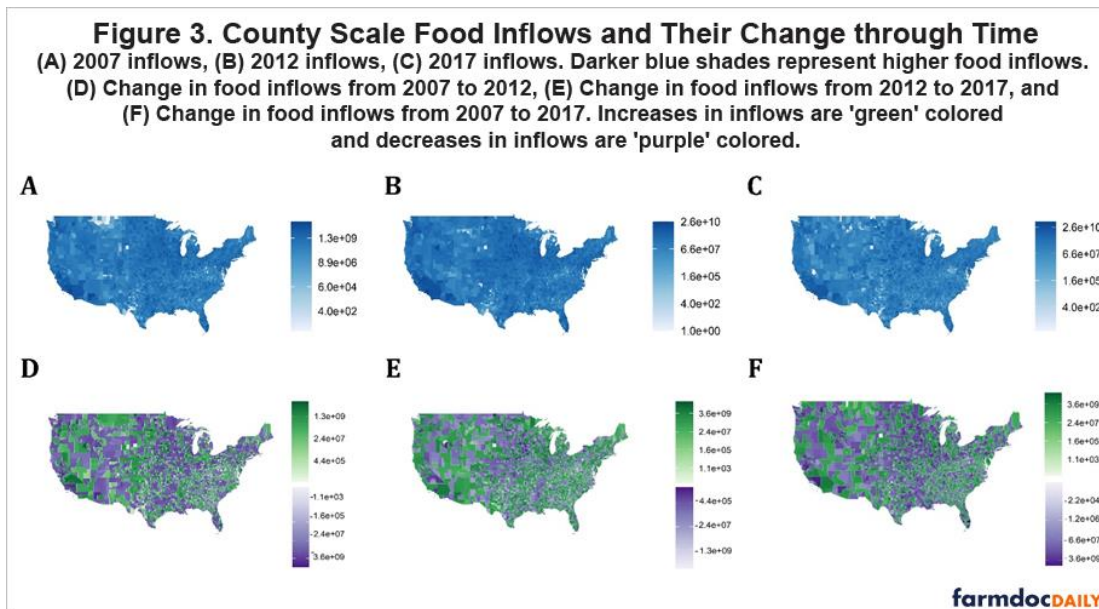 Figure 3. County Scale Food Inflows and Their Change through Time
(A) 2007 inflows, (B) 2012 inflows, (C) 2017 inflows. Darker blue shades represent higher food inflows.
(D) Change in food inflows from 2007 to 2012, (E) Change in food inflows from 2012 to 2017, and
(F) Change in food inflows from 2007 to 2017. Increases in inflows are 'green' colored
and decreases in inflows are 'purple' colored.
A
1.3e+09
8.9e+06
6.0e+04
4.0e+02
B
2.6e+10
6.6e+07
1.6e+05
4.0e+02
1.0e+00
C
2.6e+10
6.6e+07
1.6e+05
4.0e+02
D
1.3e+09
2.4e+07
4.4e+05
-1.1e+03
-1.6e+05
-2.4e+07
-3.6e+09
E
3.6e+09
2.4e+07
1.6e+05
1.1e+03
-4.4e+05
-2.4e+07
-1.3e+09
F
3.6e+09
2.4e+07
1.6e+05
1.1e+03
-2.2e+04
-1.2e+06
-6.6e+07
3.6e+09
farmdocDAILY